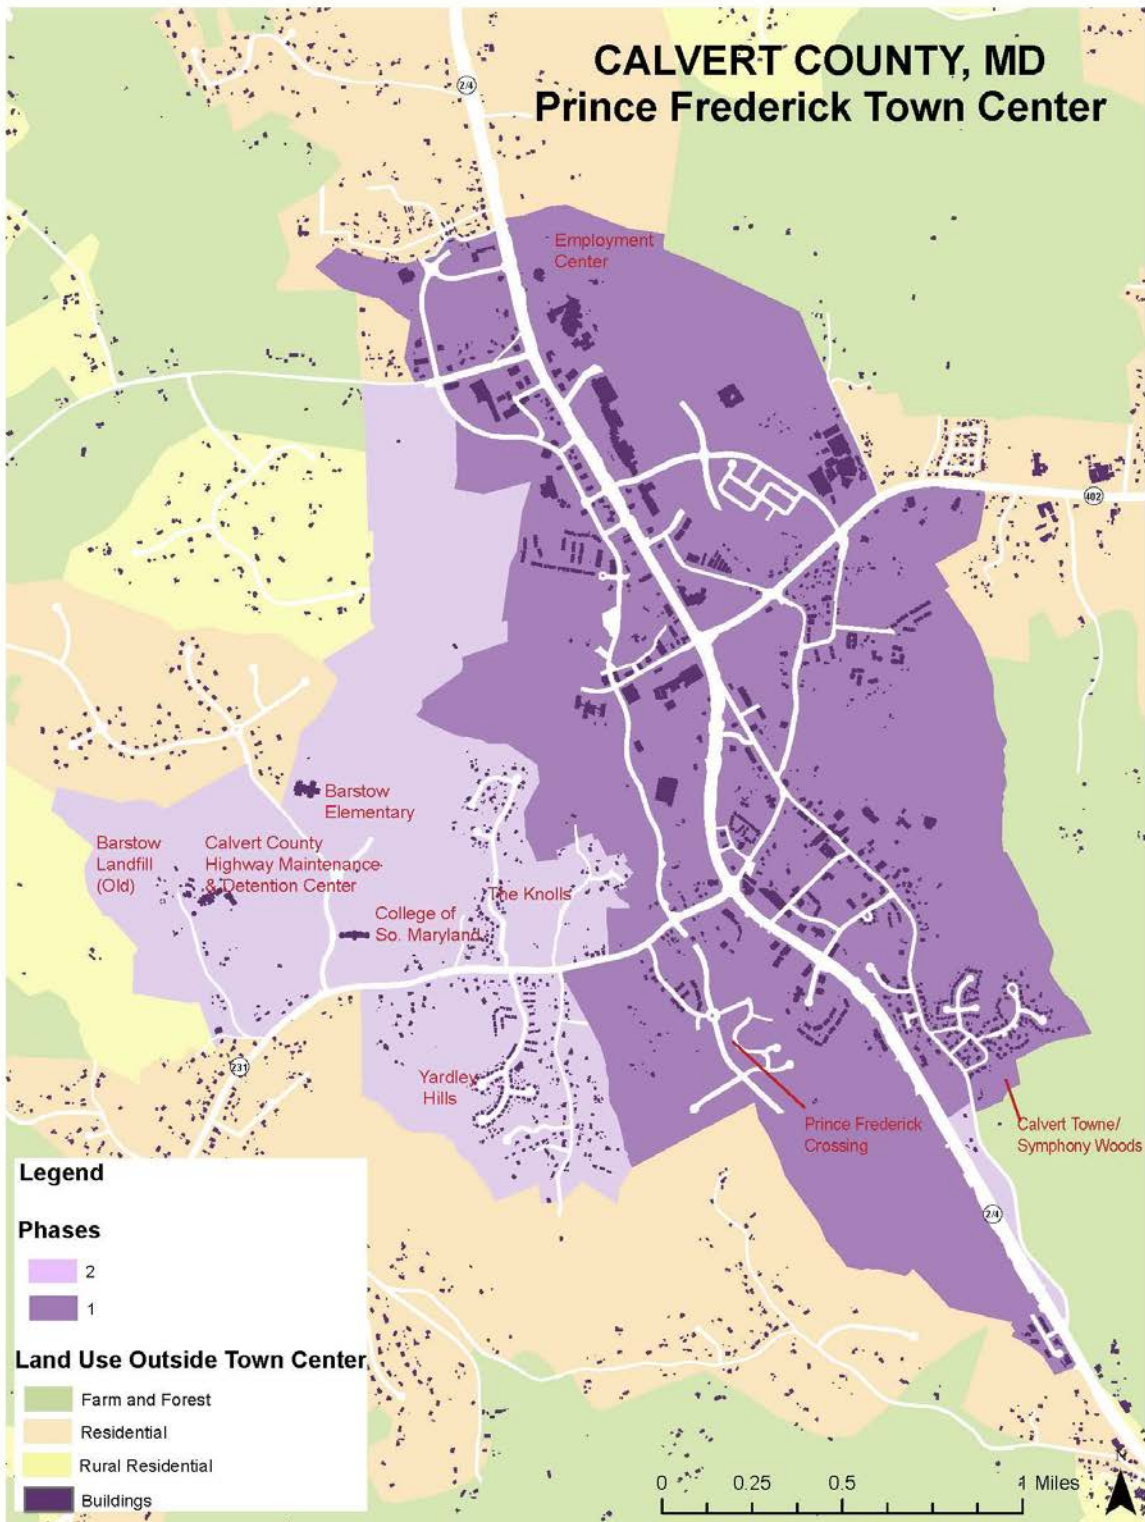 CALVERT COUNTY, MD
Prince Frederick Town Center
2/4
Employment
Center
402
Barstow
Elementary
Barstow
Landfill
(Old)
Calvert County
Highway Maintenance
& Detention Center
The Knolls
College of
So. Maryland
231
Yardley
Hills
Prince Frederick
Crossing
Calvert Towne/
Symphony Woods
2/4
Legend
Phases
2
1
Land Use Outside Town Center
Farm and Forest
Residential
Rural Residential
Buildings
0 0.25 0.5 1 Miles
N